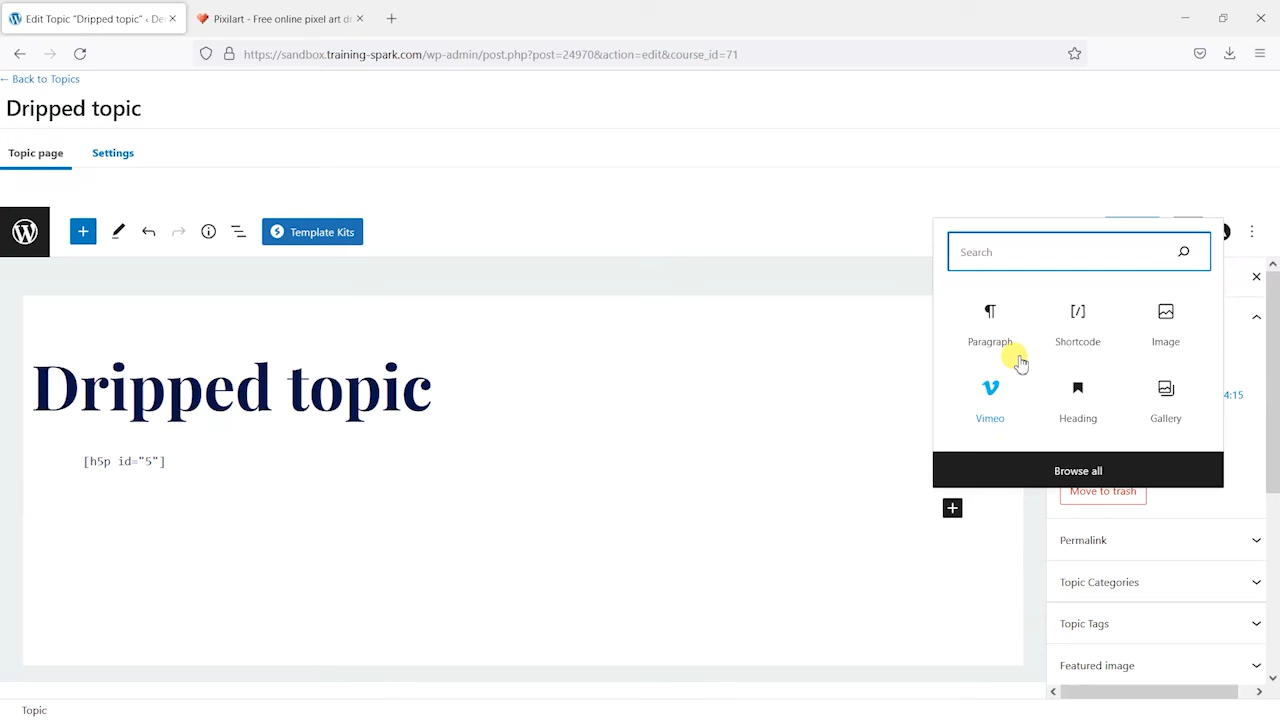 Edit Topic "Dripped topic" ‹ De
Pixilart - Free online pixel art d
https://sandbox.training-spark.com/wp-admin/post.php?post=24970&action=edit&course_id=71
← Back to Topics
Dripped topic
Topic page
Settings
Template Kits
Search
Paragraph
Shortcode
Image
Vimeo
Heading
Gallery
Browse all
4:15
Dripped topic
[h5p id="5"]
Move to trash
Permalink
Topic Categories
Topic Tags
Featured image
Topic